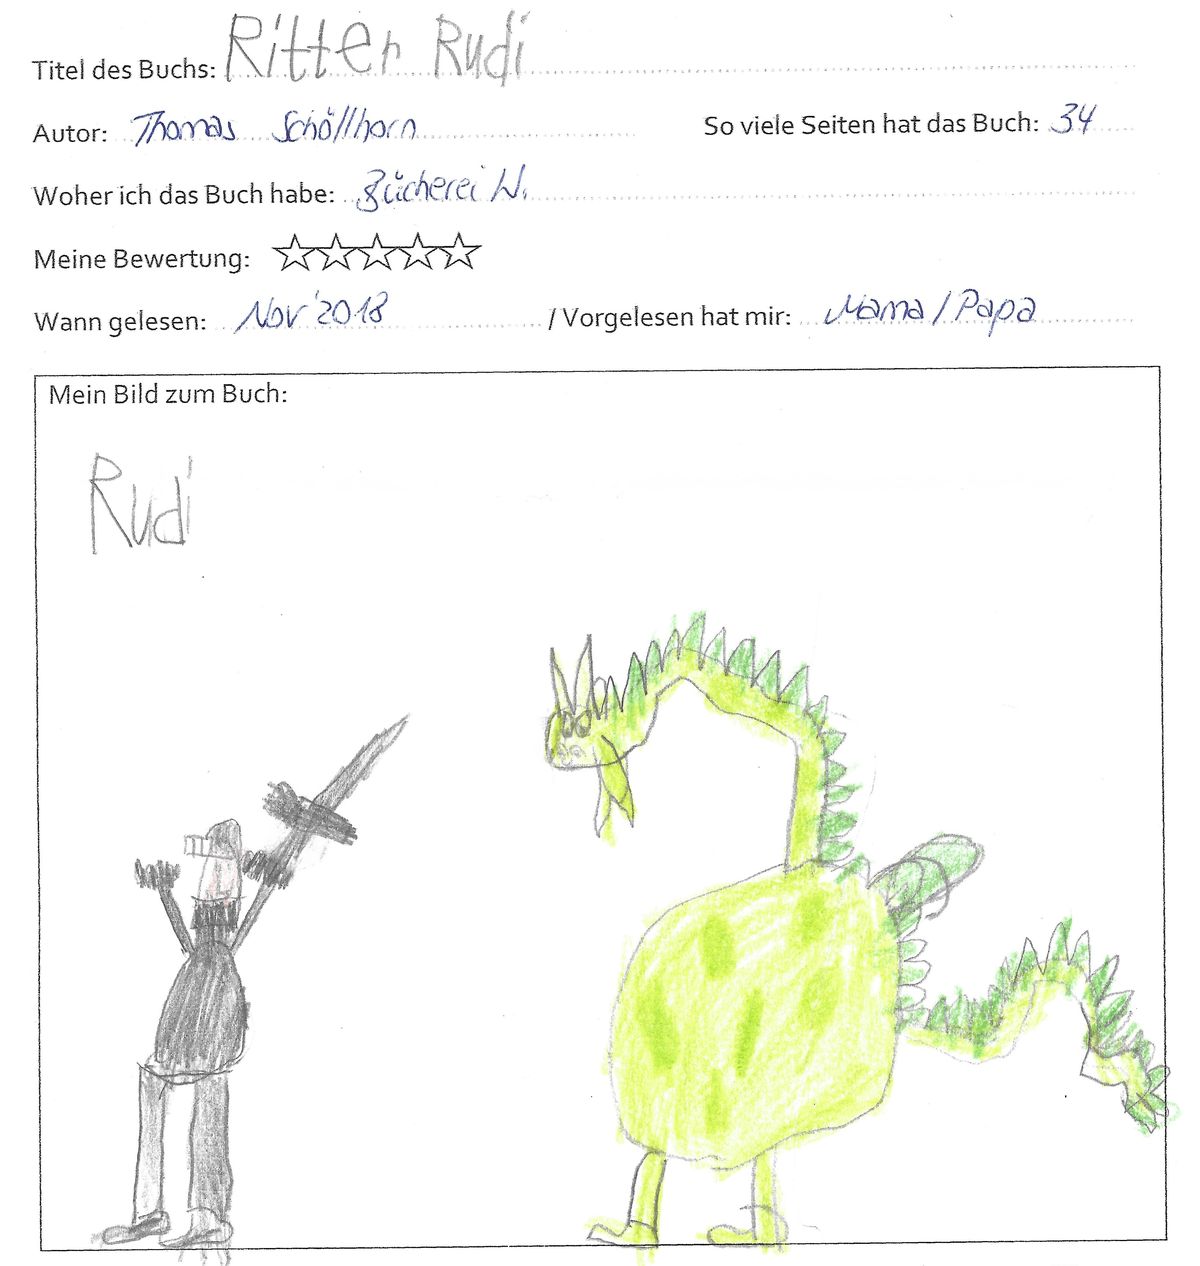 Titel des Buchs: Ritter Rudi
Autor: Thomas Schöllhorn So viele Seiten hat das Buch: 34
Woher ich das Buch habe: Bücherei W.
Meine Bewertung: ☆☆☆☆☆
Wann gelesen: Nov'2018 / Vorgelesen hat mir: Mama / Papa
Mein Bild zum Buch:
Rudi